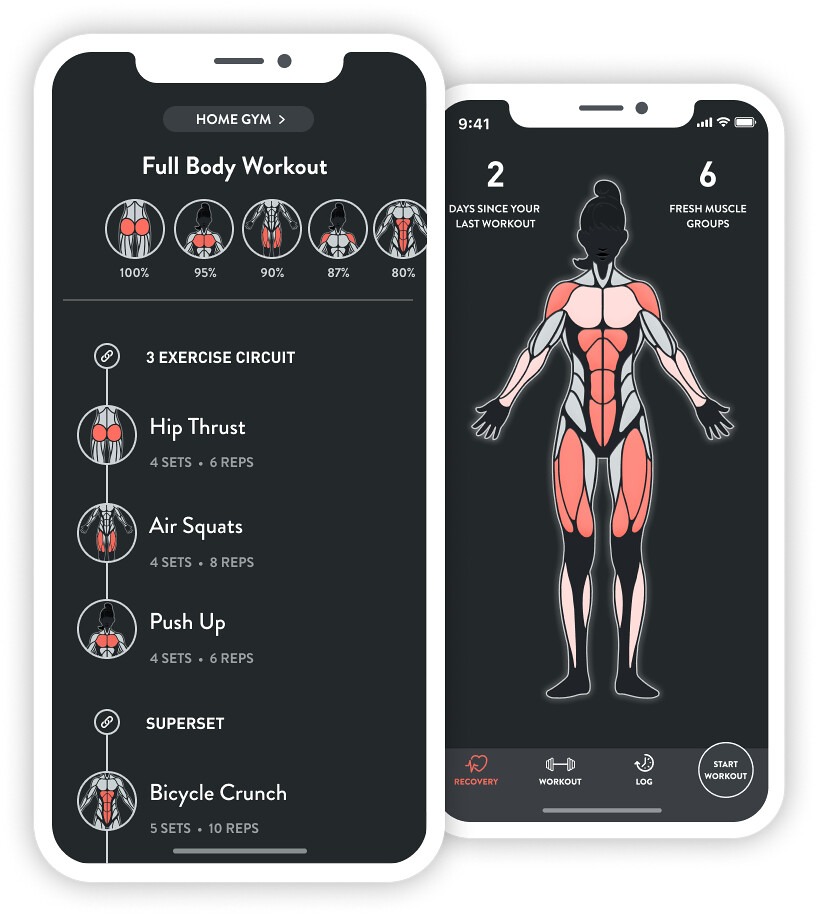 HOME GYM >
Full Body Workout
100% 95% 90% 87% 80%
3 EXERCISE CIRCUIT
Hip Thrust
4 SETS • 6 REPS
Air Squats
4 SETS • 8 REPS
Push Up
4 SETS • 6 REPS
SUPERSET
Bicycle Crunch
5 SETS • 10 REPS
9:41
2
DAYS SINCE YOUR
LAST WORKOUT
6
FRESH MUSCLE
GROUPS
RECOVERY
WORKOUT
LOG
START
WORKOUT